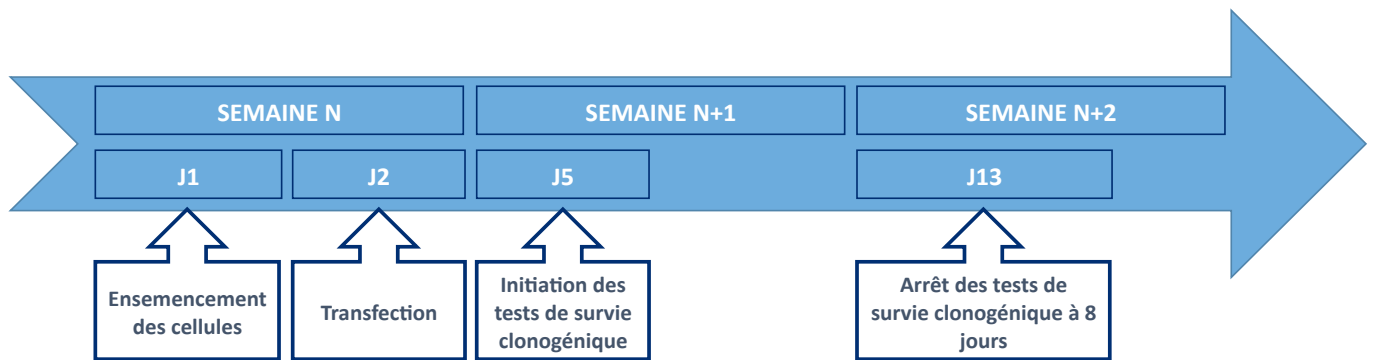 SEMAINE N
SEMAINE N+1
SEMAINE N+2
J1
J2
J5
J13
Ensemencement
des cellules
Transfection
Initiation des
tests de survie
clonogénique
Arrêt des tests de
survie clonogénique à 8
jours